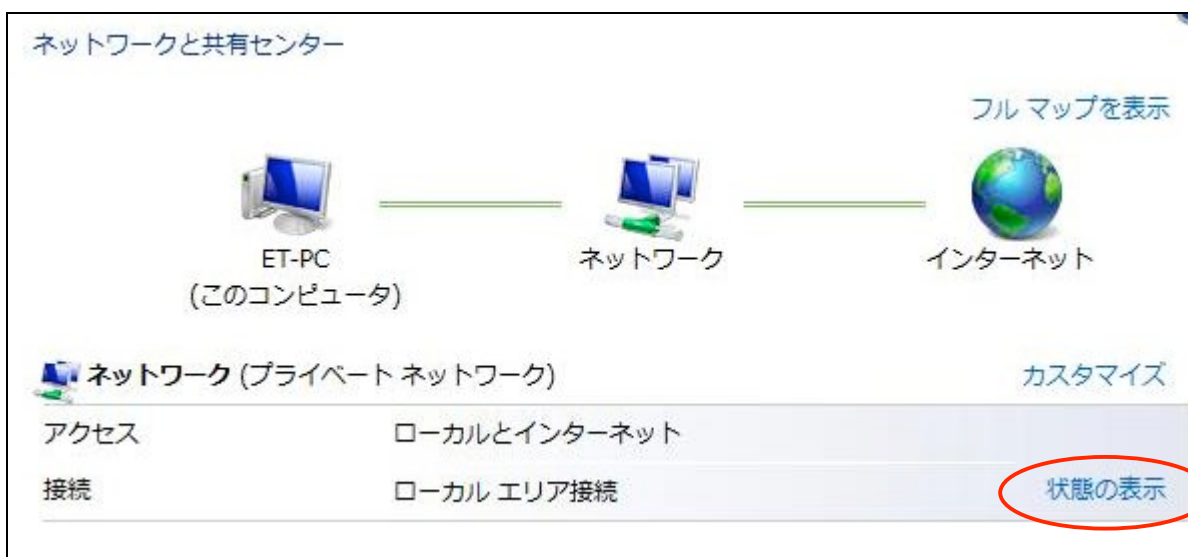 ネットワークと共有センター
フル マップを表示
ET-PC
(このコンピュータ)
ネットワーク
インターネット
ネットワーク (プライベート ネットワーク) カスタマイズ
アクセス ローカルとインターネット
接続 ローカル エリア接続 状態の表示